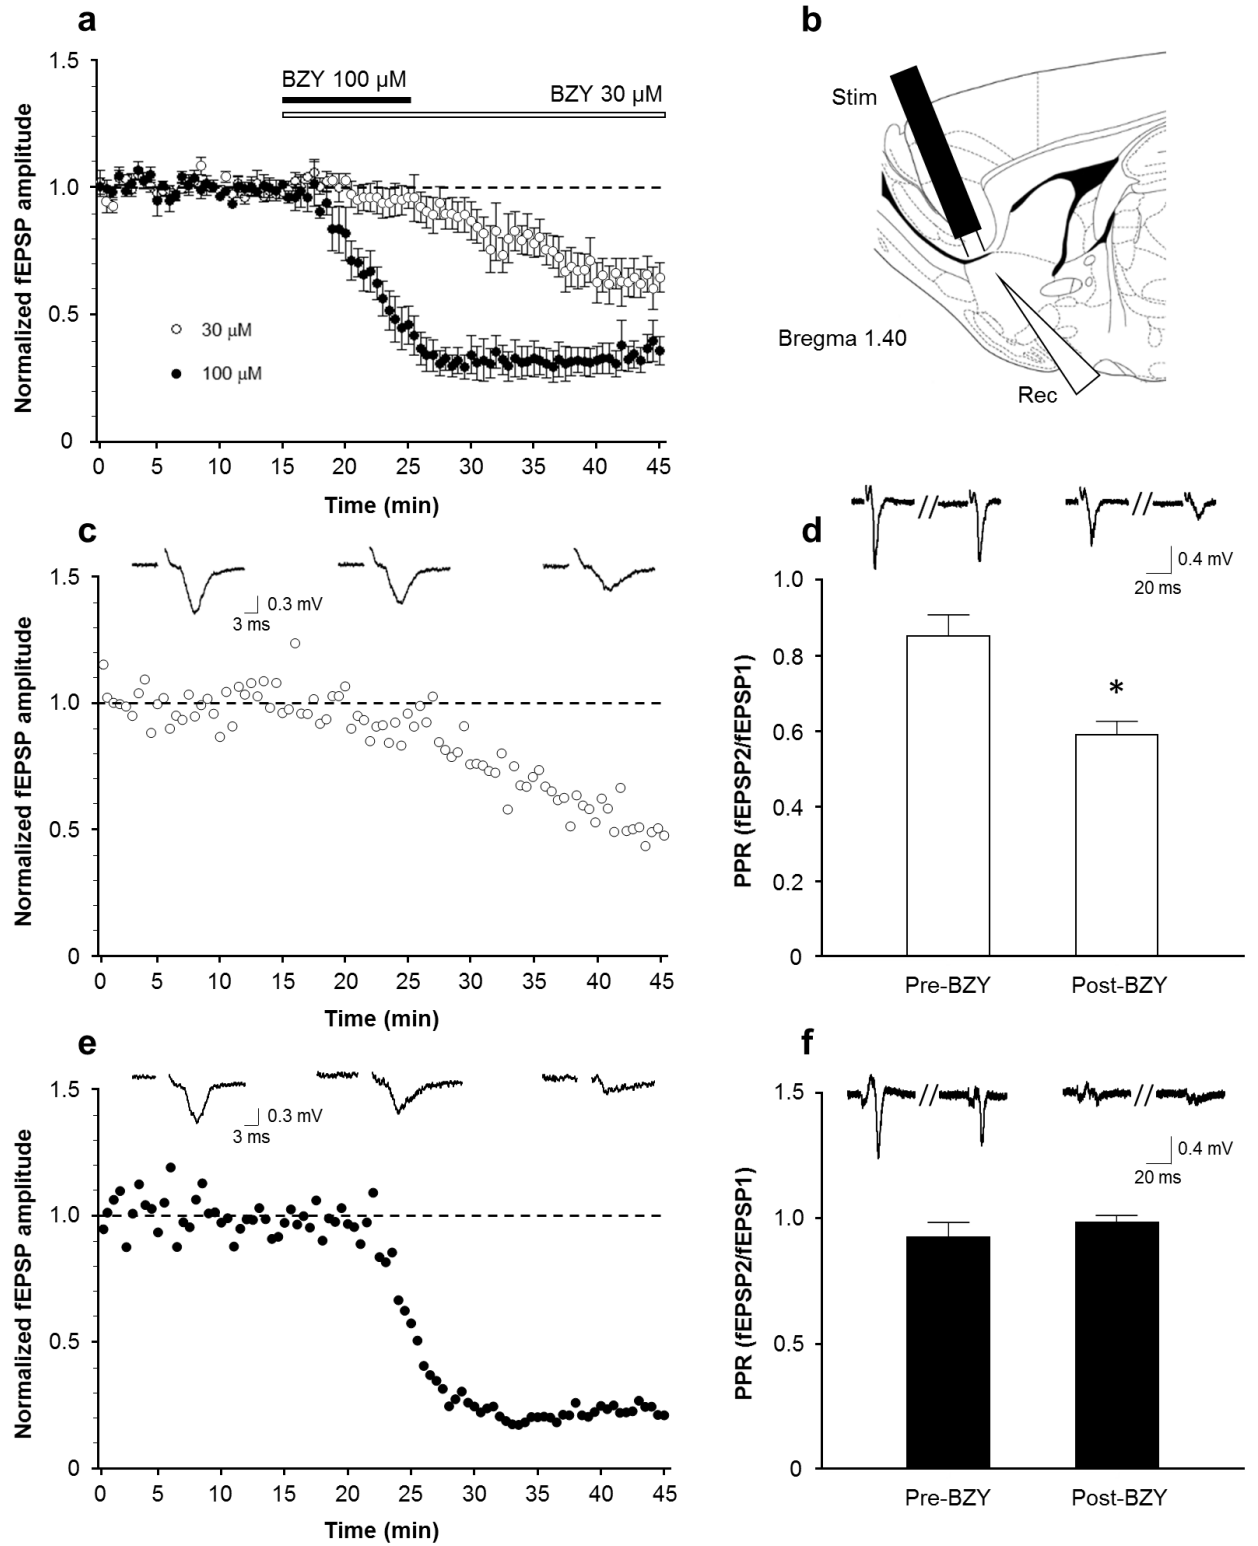 a
1.5
1.0
0.5
0
Normalized fEPSP amplitude
BZY 100 μM
BZY 30 μM
30 μM
100 μM
0 5 10 15 20 25 30 35 40 45
Time (min)
b
Stim
Bregma 1.40
Rec
c
1.5
1.0
0.5
0
Normalized fEPSP amplitude
0.3 mV
3 ms
0 5 10 15 20 25 30 35 40 45
Time (min)
d
0.4 mV
20 ms
1.0
0.8
0.6
0.4
0.2
0
PPR (fEPSP2/fEPSP1)
*
Pre-BZY Post-BZY
e
1.5
1.0
0.5
0
Normalized fEPSP amplitude
0.3 mV
3 ms
0 5 10 15 20 25 30 35 40 45
Time (min)
f
0.4 mV
20 ms
1.5
1.0
0.5
0
PPR (fEPSP2/fEPSP1)
Pre-BZY Post-BZY